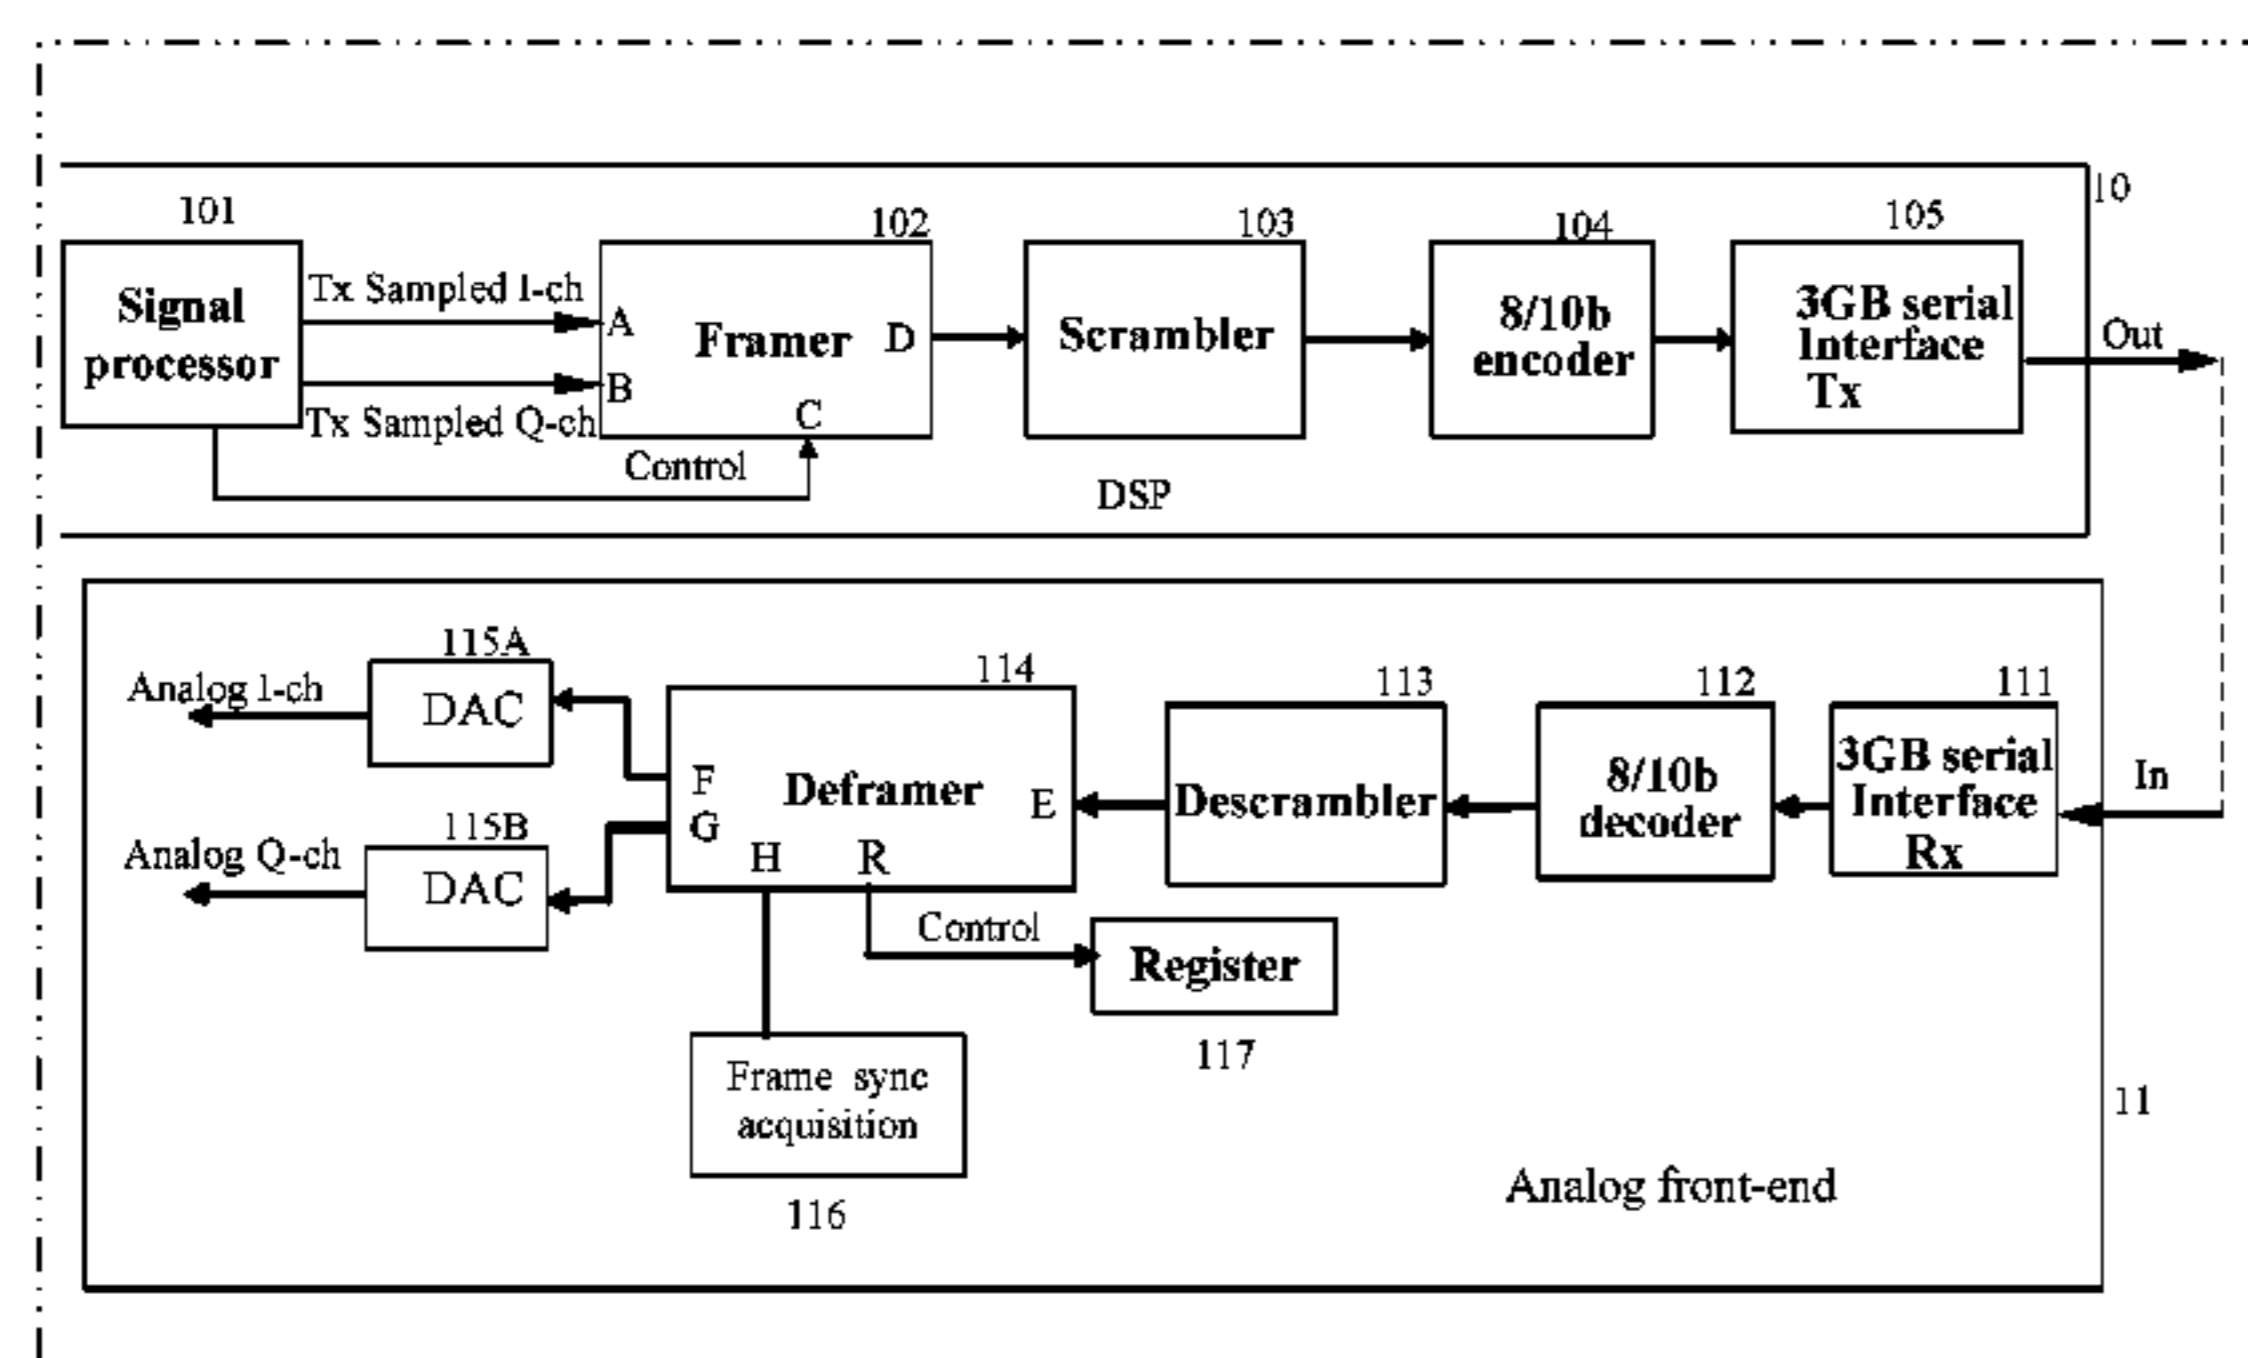 10
101
102
103
104
105
Signal
processor
Tx Sampled I-ch
Tx Sampled Q-ch
Control
A
B
C
D
Framer
Scrambler
8/10b
encoder
3GB serial
Interface
Tx
Out
DSP
115A
Analog I-ch
DAC
115B
Analog Q-ch
DAC
114
F
G
H
R
E
Deframer
113
Descrambler
112
8/10b
decoder
111
3GB serial
Interface
Rx
In
Control
Register
117
Frame sync
acquisition
116
11
Analog front-end